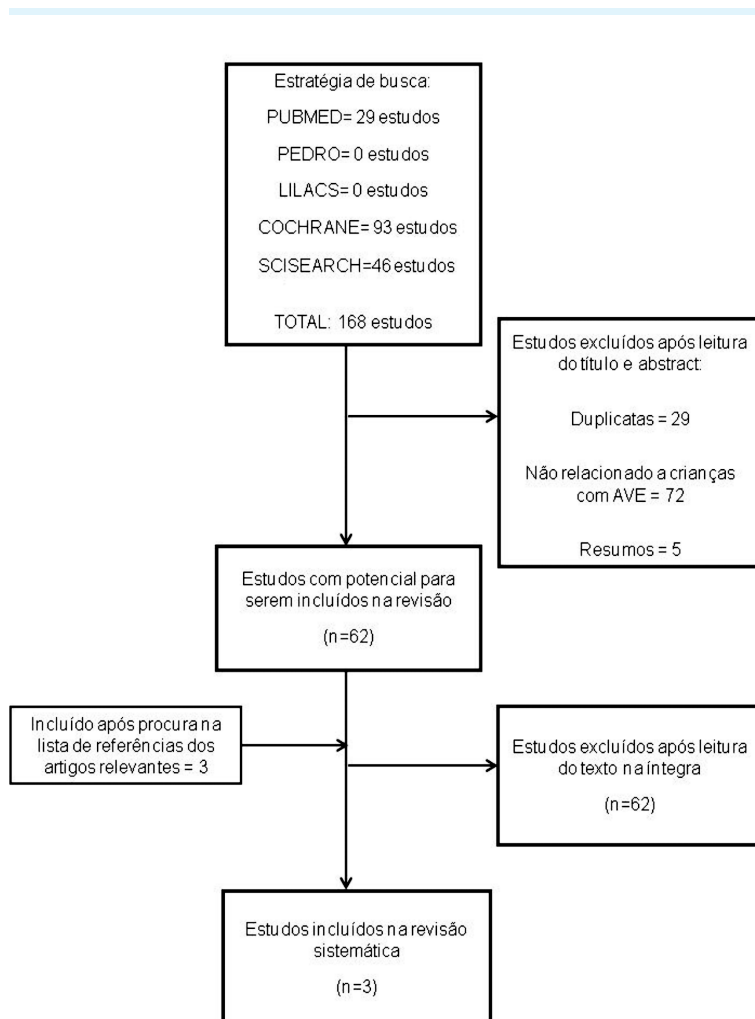 Estratégia de busca:
PUBMED= 29 estudos
PEDRO= 0 estudos
LILACS= 0 estudos
COCHRANE= 93 estudos
SCISEARCH=46 estudos
TOTAL: 168 estudos
Estudos excluídos após leitura
do título e abstract:
Duplicatas = 29
Não relacionado a crianças
com AVE = 72
Resumos = 5
Estudos com potencial para
serem incluídos na revisão
(n=62)
Incluído após procura na
lista de referências dos
artigos relevantes = 3
Estudos excluídos após leitura
do texto na íntegra
(n=62)
Estudos incluídos na revisão
sistemática
(n=3)